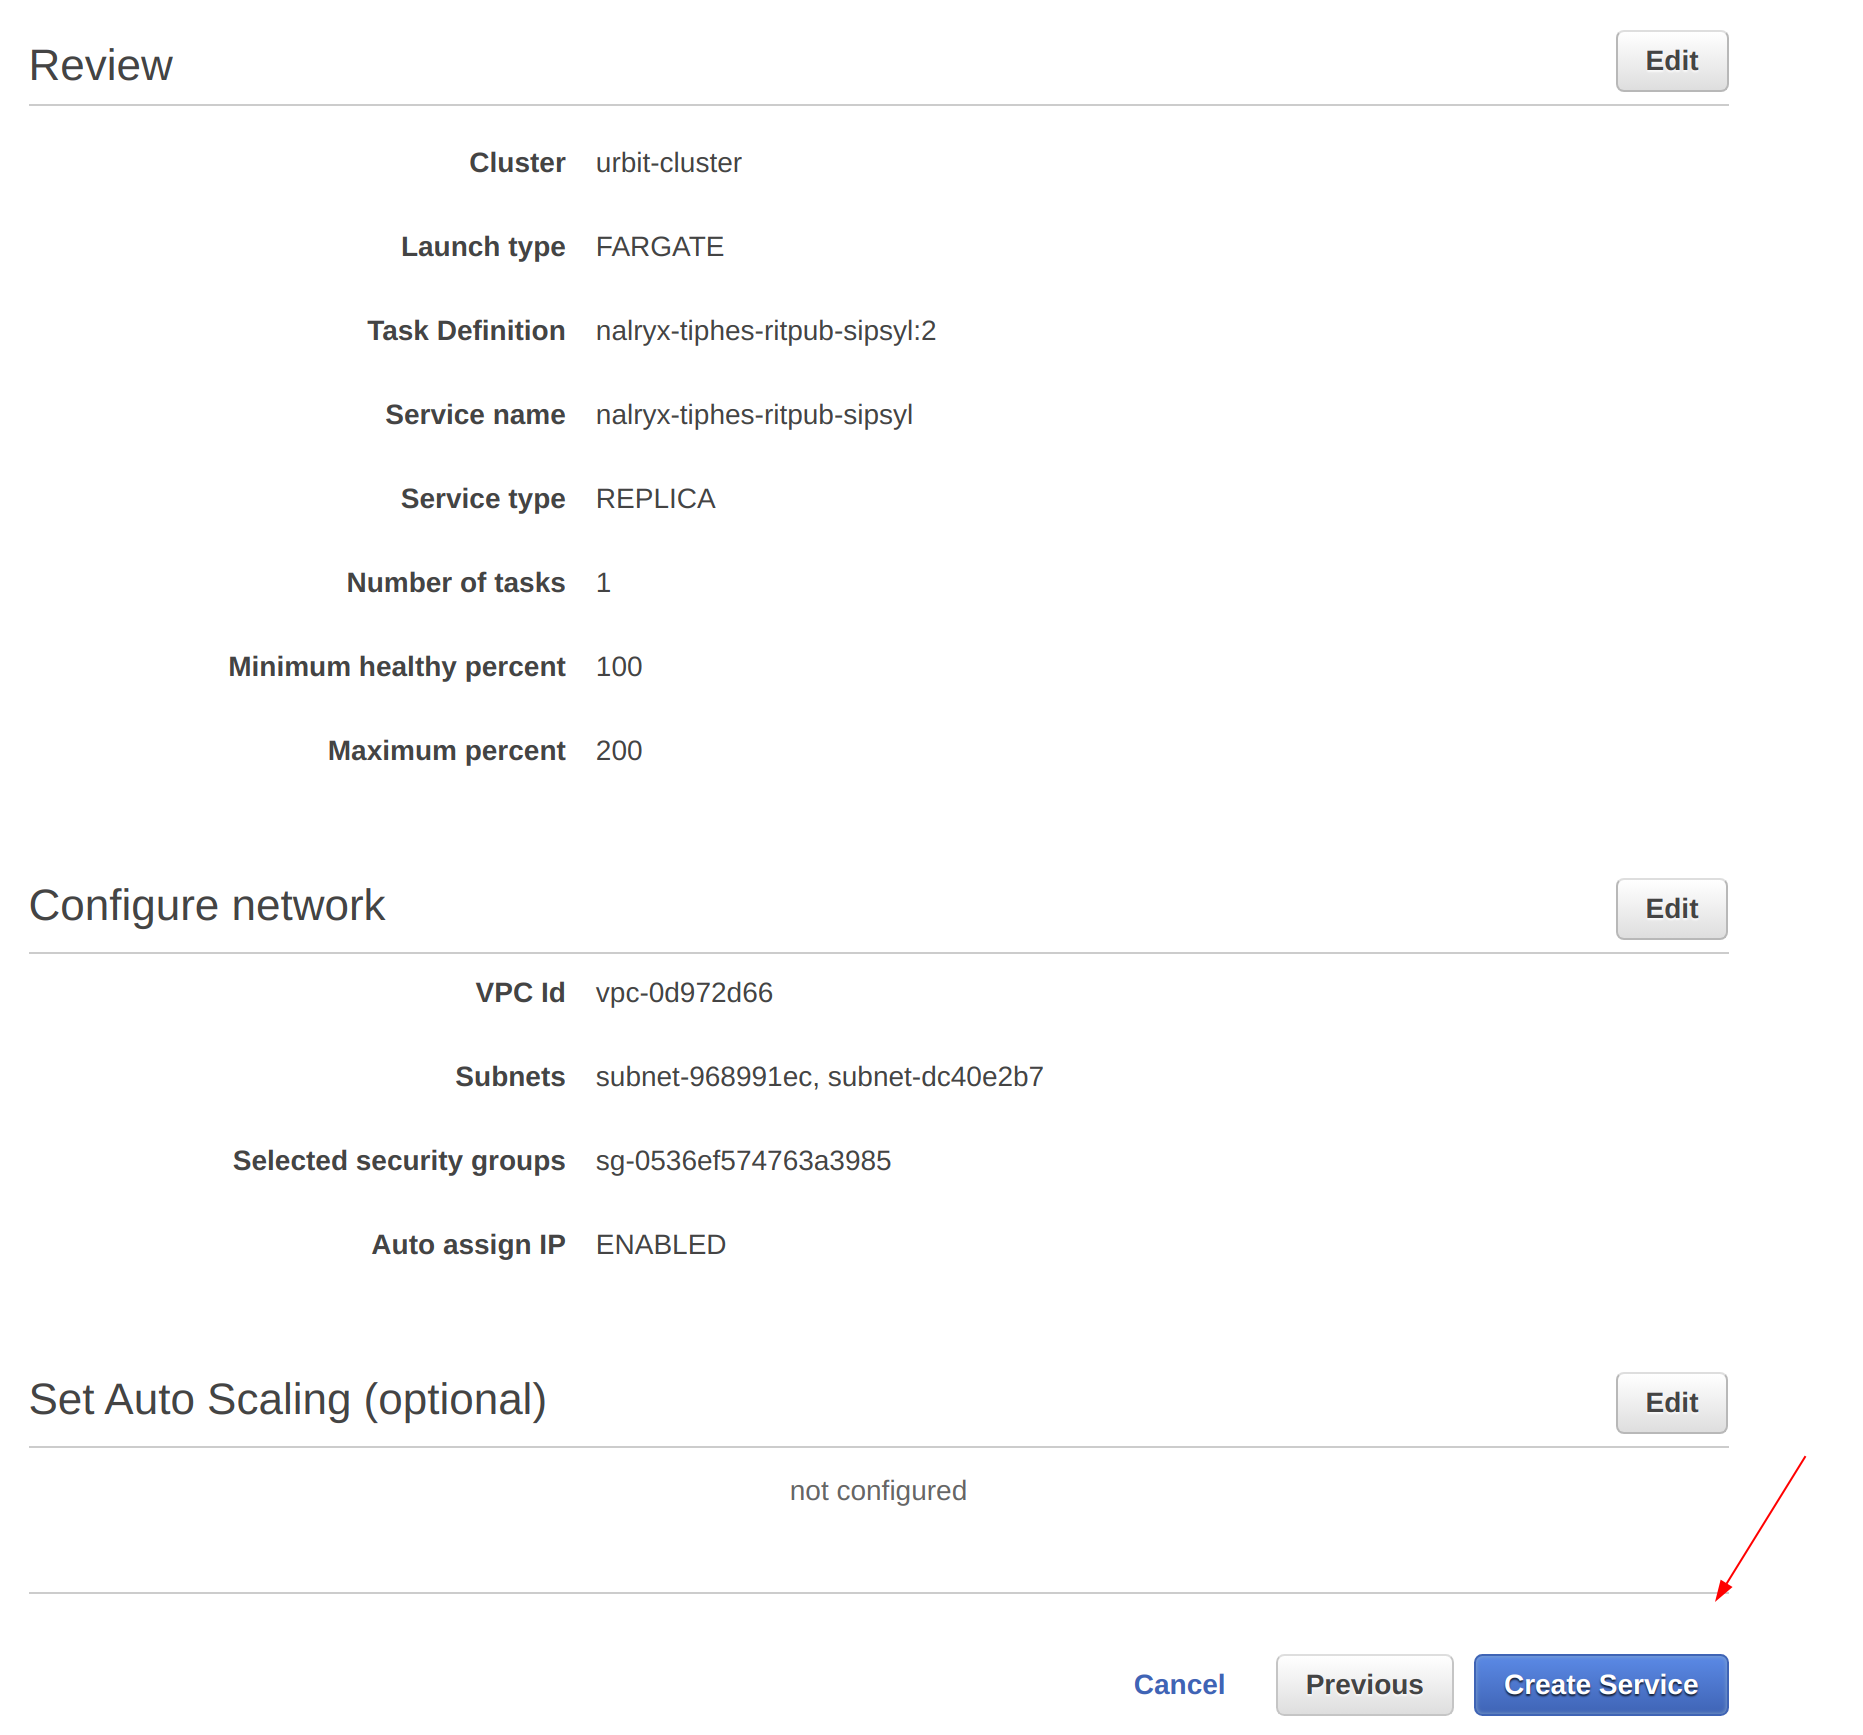 Review
Edit
Cluster urbit-cluster
Launch type FARGATE
Task Definition nalryx-tiphes-ritpub-sipsyl:2
Service name nalryx-tiphes-ritpub-sipsyl
Service type REPLICA
Number of tasks 1
Minimum healthy percent 100
Maximum percent 200
Configure network
Edit
VPC Id vpc-0d972d66
Subnets subnet-968991ec, subnet-dc40e2b7
Selected security groups sg-0536ef574763a3985
Auto assign IP ENABLED
Set Auto Scaling (optional)
Edit
not configured
Cancel Previous Create Service